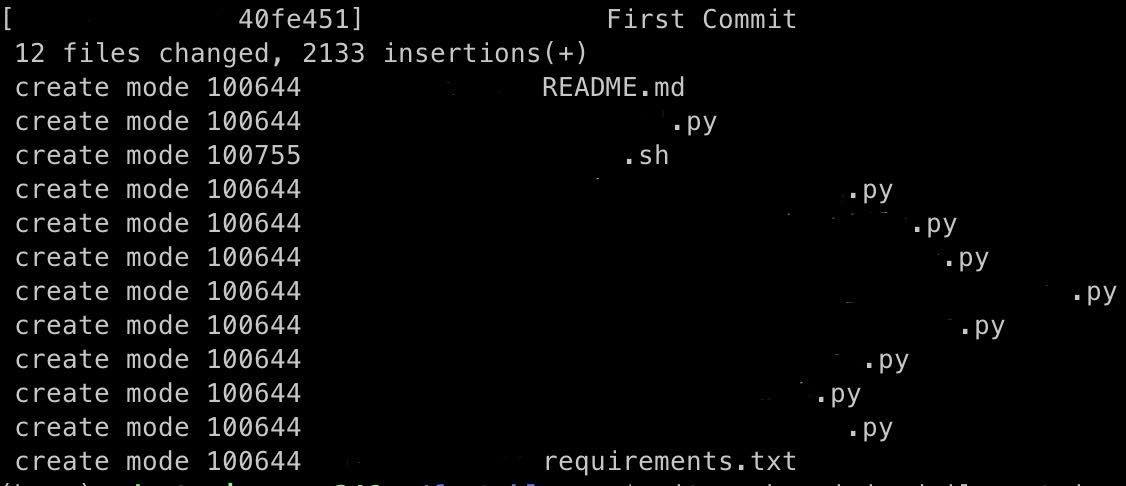 [ 40fe451] First Commit
12 files changed, 2133 insertions(+)
create mode 100644 README.md
create mode 100644 .py
create mode 100755 .sh
create mode 100644 .py
create mode 100644 .py
create mode 100644 .py
create mode 100644 .py
create mode 100644 .py
create mode 100644 .py
create mode 100644 .py
create mode 100644 .py
create mode 100644 requirements.txt